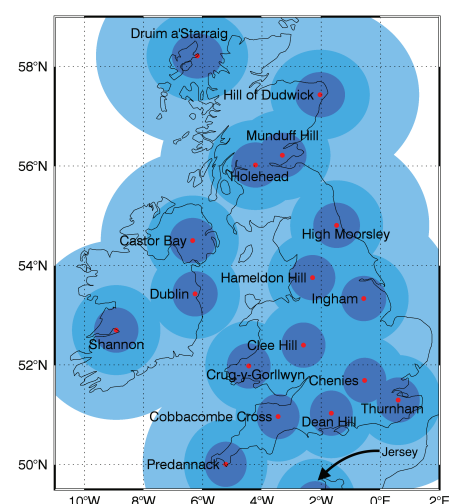 Druim a'Starraig
58°N
Hill of Dudwick
Munduff Hill
56°N
Holehead
High Moorsley
Castor Bay
54°N
Hameldon Hill
Dublin
Ingham
Shannon
Clee Hill
52°N
Crug-y-Gorllwyn
Chenies
Thurnham
Cobbacombe Cross
Dean Hill
Jersey
Predannack
50°N
10°W 8°W 6°W 4°W 2°W 0°E 2°E